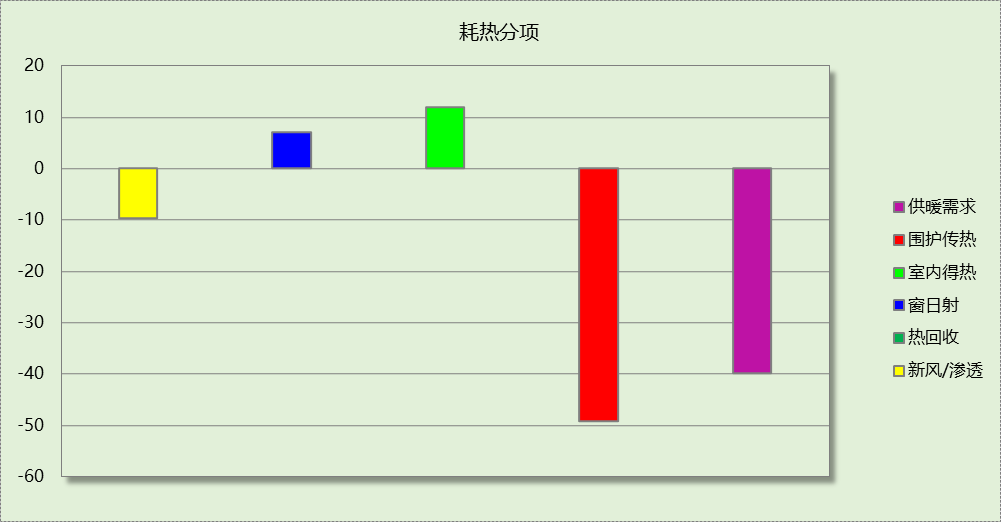 耗热分项
20
10
0
-10
-20
-30
-40
-50
-60
供暖需求
围护传热
室内得热
窗日射
热回收
新风/渗透